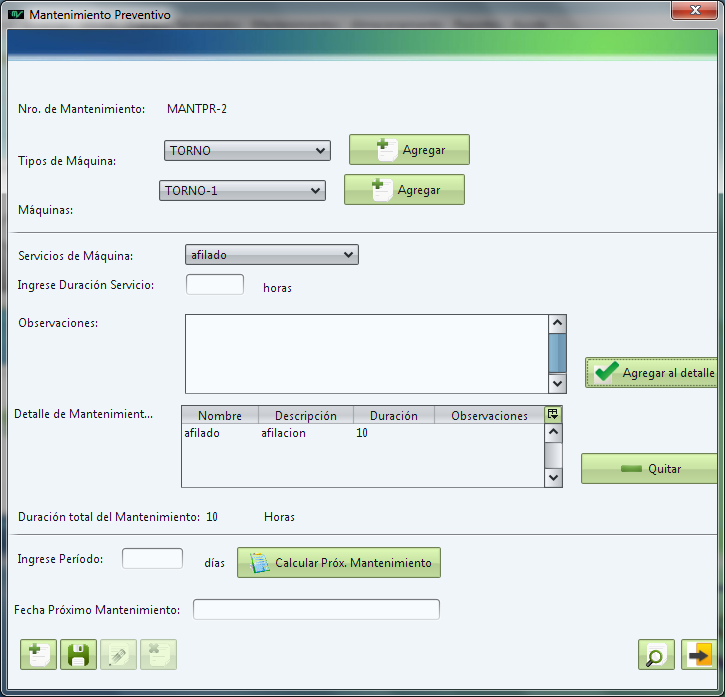 Mantenimiento Preventivo
Nro. de Mantenimiento: MANTPR-2
Tipos de Máquina: TORNO Agregar
Máquinas: TORNO-1 Agregar
Servicios de Máquina: afilado
Ingrese Duración Servicio: horas
Observaciones:
Agregar al detalle
Detalle de Mantenimient...
Nombre Descripción Duración Observaciones
afilado afilacion 10
Quitar
Duración total del Mantenimiento: 10 Horas
Ingrese Período: días Calcular Próx. Mantenimiento
Fecha Próximo Mantenimiento: